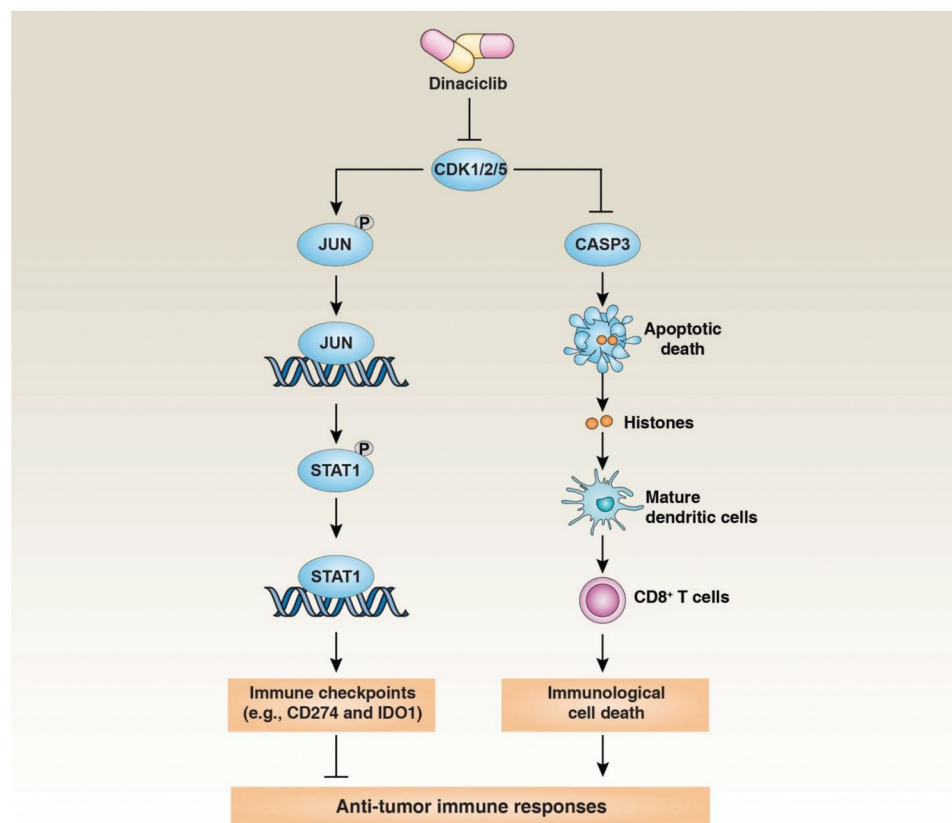 Dinaciclib
CDK1/2/5
P
JUN
CASP3
JUN
Apoptotic
death
Histones
P
STAT1
Mature
dendritic cells
STAT1
CD8⁺ T cells
Immune checkpoints
(e.g., CD274 and IDO1)
Immunological
cell death
Anti-tumor immune responses